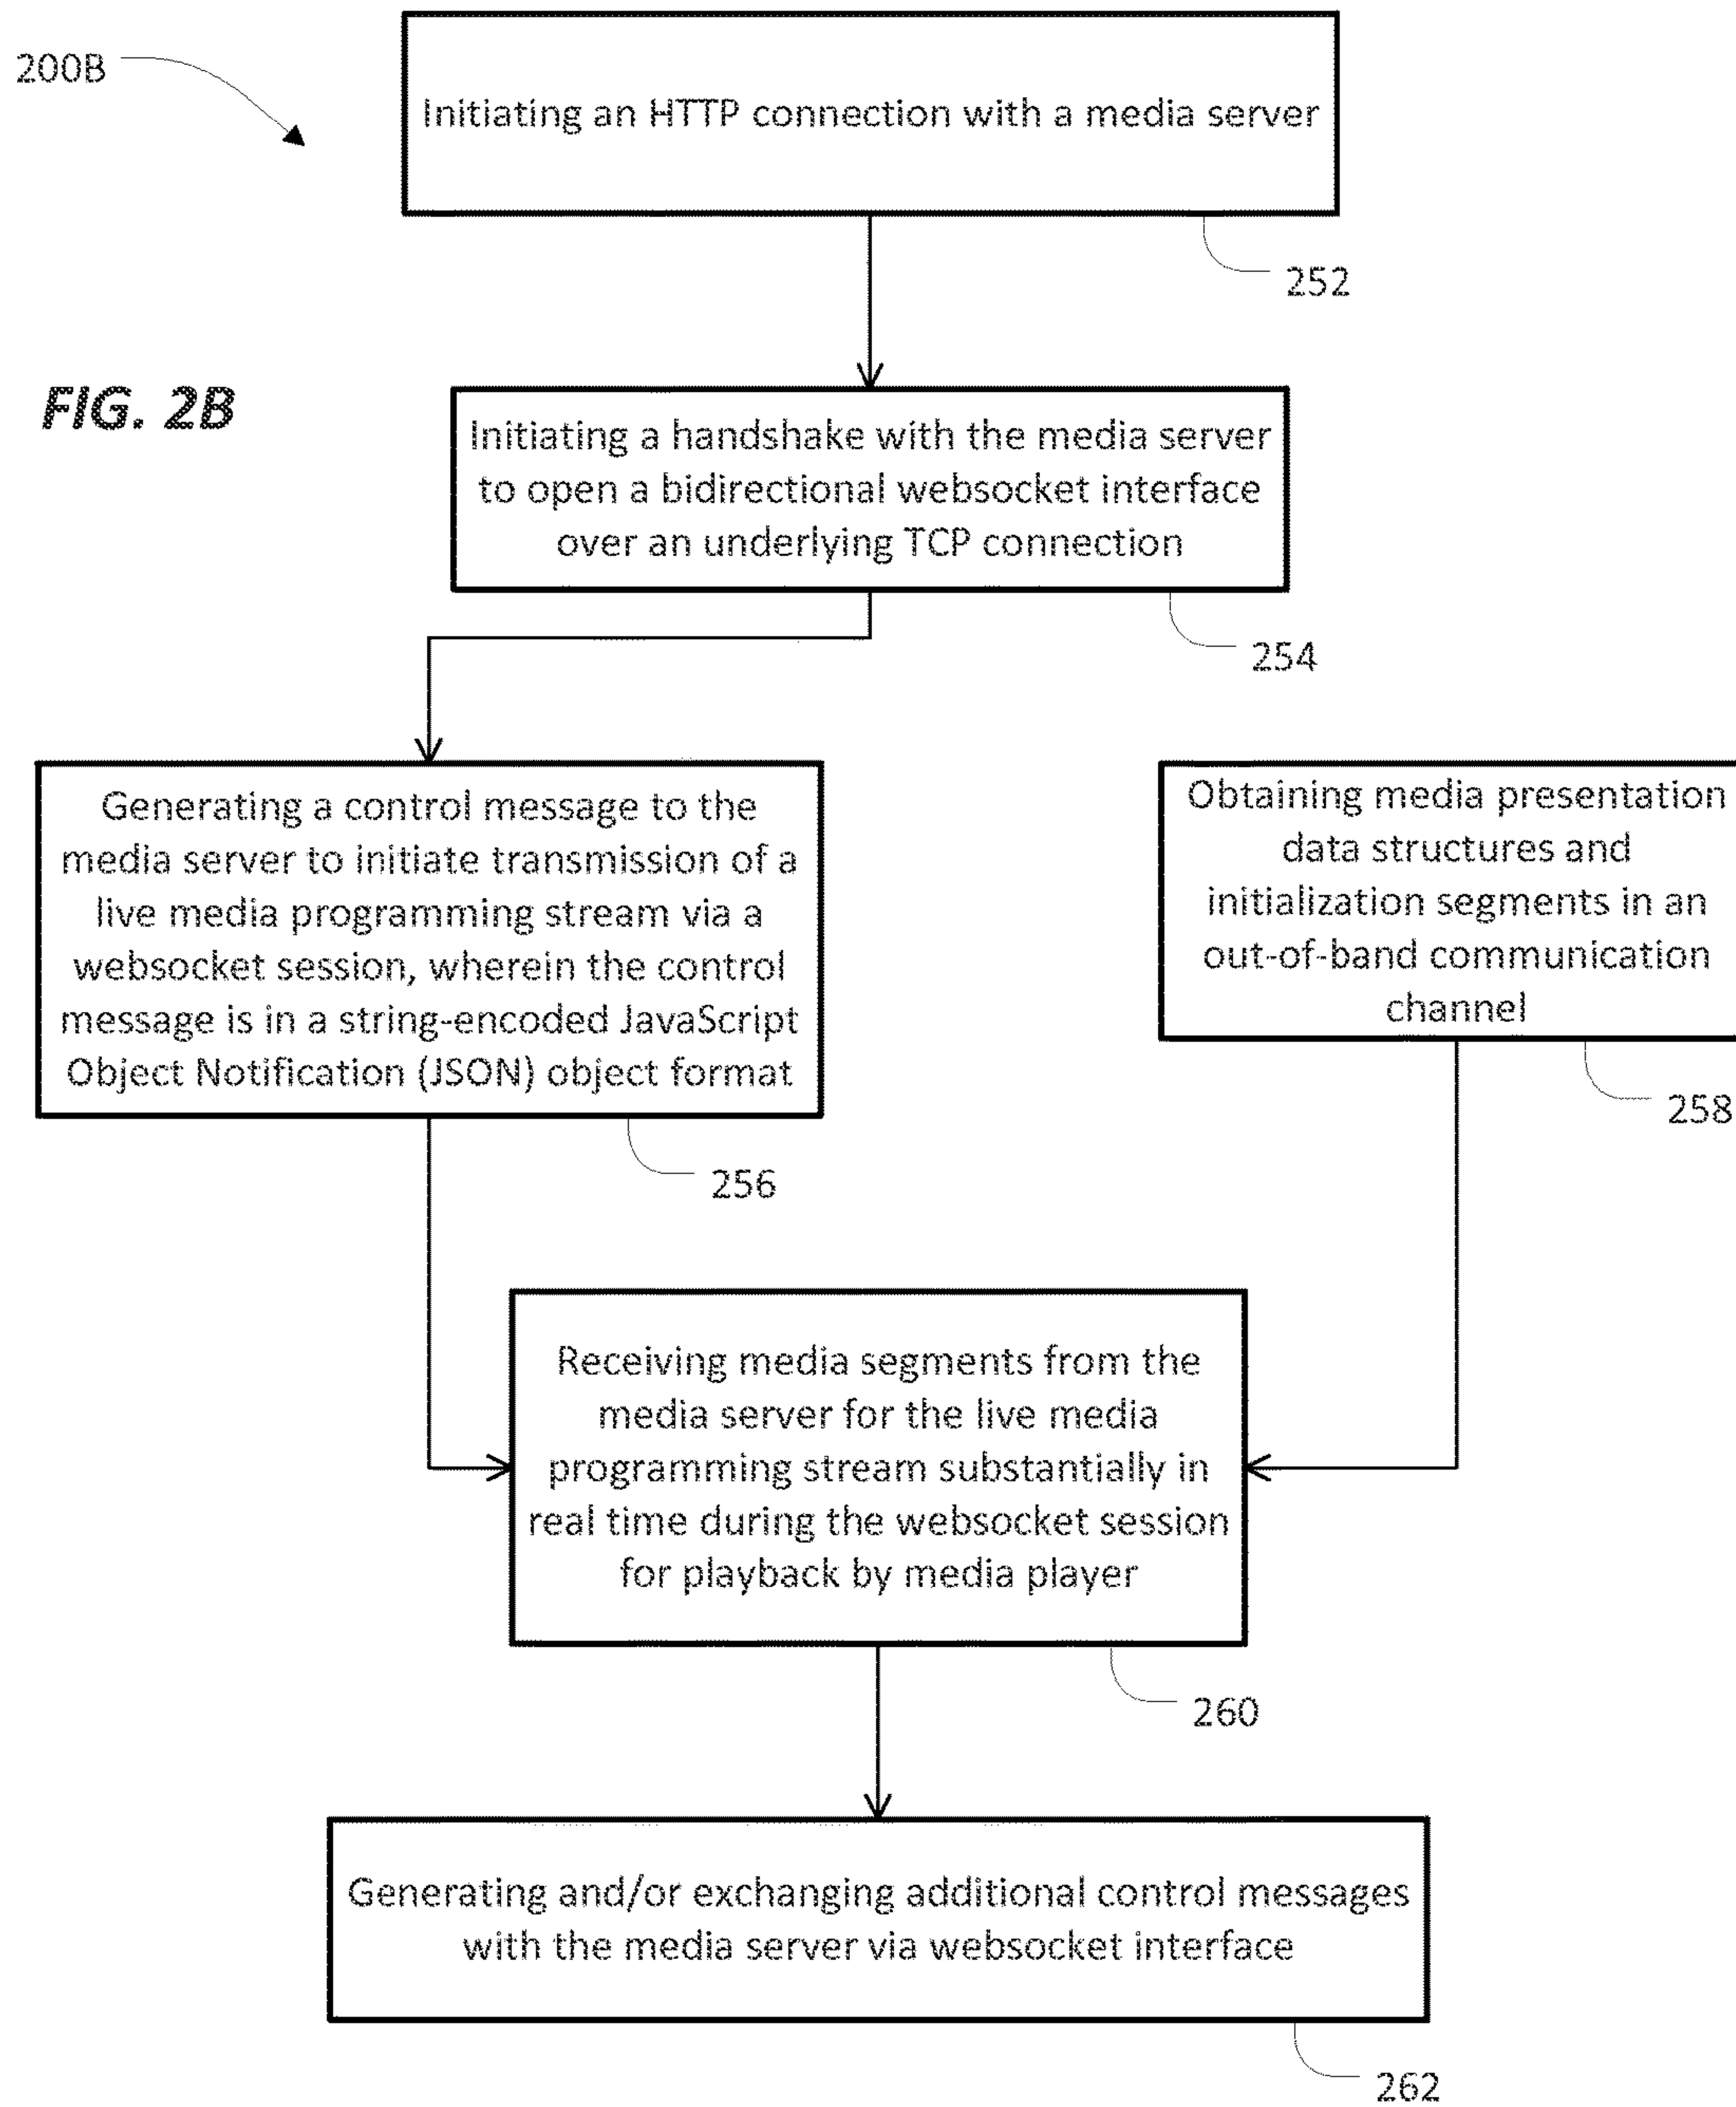 200B
Initiating an HTTP connection with a media server
252
FIG. 2B
Initiating a handshake with the media server
to open a bidirectional websocket interface
over an underlying TCP connection
254
Generating a control message to the
media server to initiate transmission of a
live media programming stream via a
websocket session, wherein the control
message is in a string-encoded JavaScript
Object Notification (JSON) object format
256
Obtaining media presentation
data structures and
initialization segments in an
out-of-band communication
channel
258
Receiving media segments from the
media server for the live media
programming stream substantially in
real time during the websocket session
for playback by media player
260
Generating and/or exchanging additional control messages
with the media server via websocket interface
262